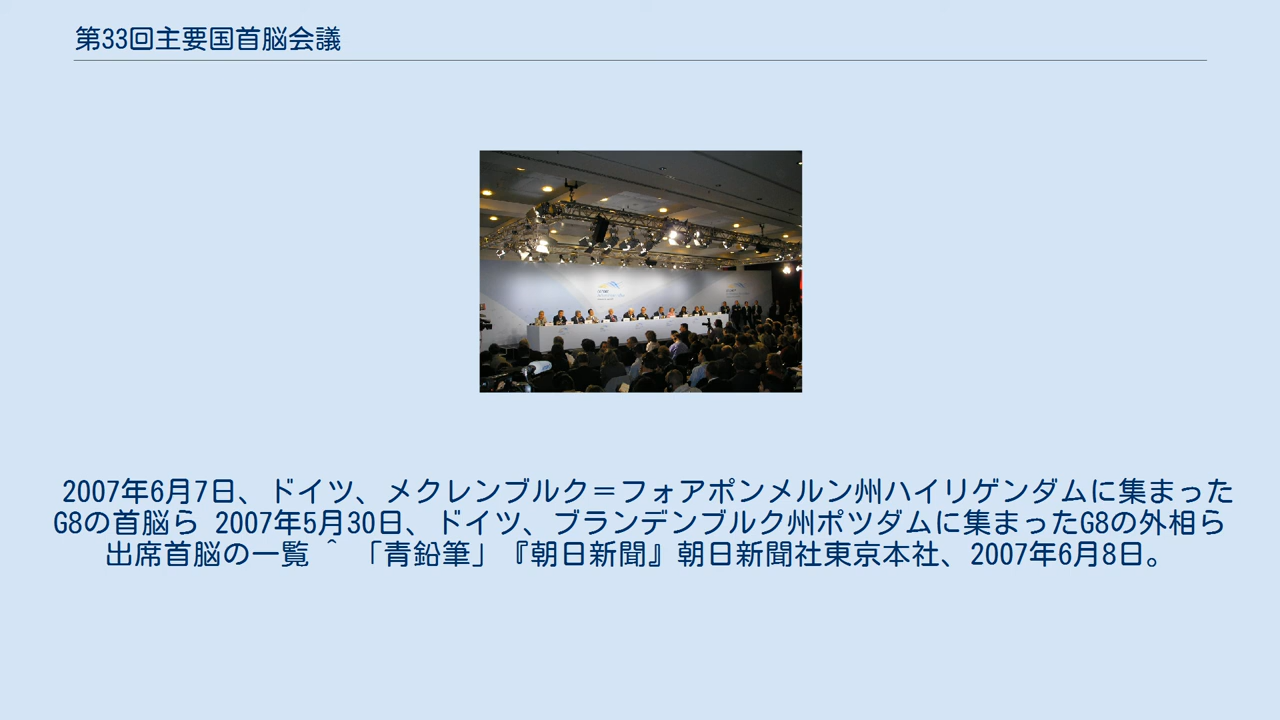 第33回主要国首脳会議
2007年6月7日、ドイツ、メクレンブルク＝フォアポンメルン州ハイリゲンダムに集まった
G8の首脳ら 2007年5月30日、ドイツ、ブランデンブルク州ポツダムに集まったG8の外相ら
出席首脳の一覧 ^ 「青鉛筆」『朝日新聞』朝日新聞社東京本社、2007年6月8日。